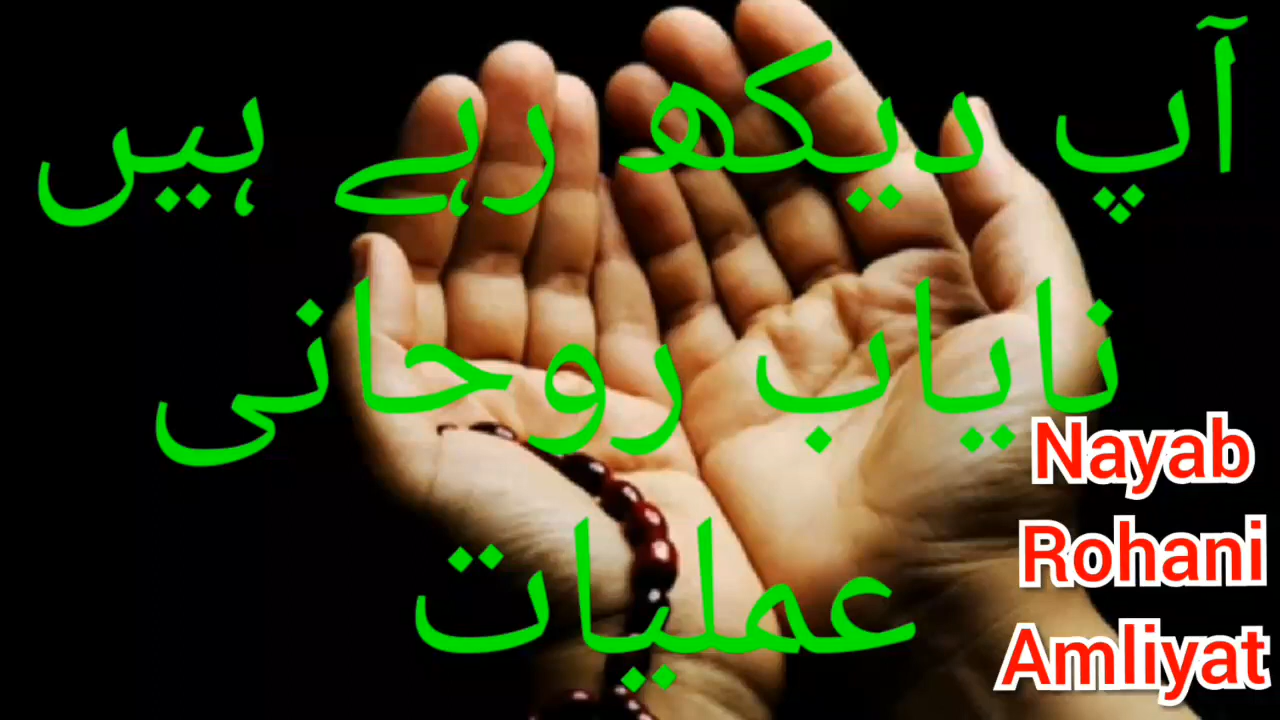 آپ دیکھ رہے ہیں
نایاب روحانی
عملیات
Nayab
Rohani
Amliyat